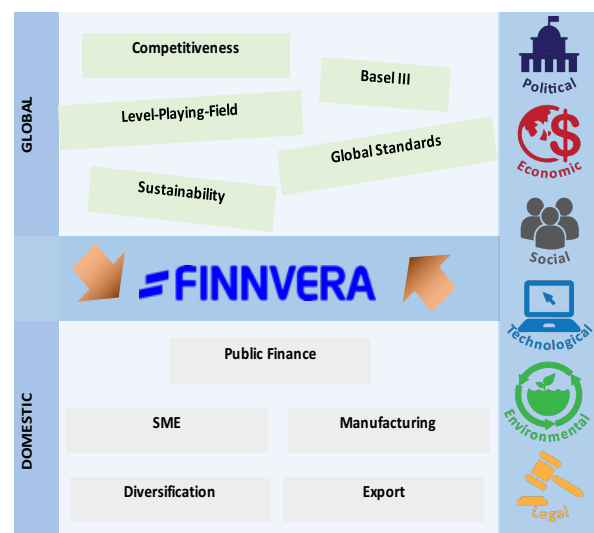 GLOBAL
Competitiveness
Basel III
Level-Playing-Field
Global Standards
Sustainability
FINNVERA
DOMESTIC
Public Finance
SME
Manufacturing
Diversification
Export
Political
Economic
Social
Technological
Environmental
Legal